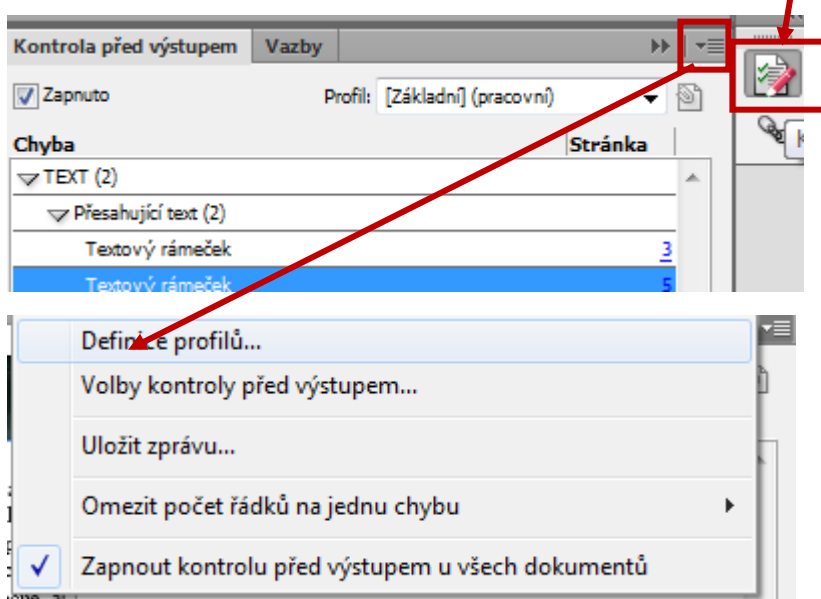 Kontrola před výstupem Vazby
Zapnuto Profil: [Základní] (pracovní)
Chyba Stránka
TEXT (2)
Přesahující text (2)
Textový rámeček 3
Textový rámeček 5
Definice profilů...
Volby kontroly před výstupem...
Uložit zprávu...
Omezit počet řádků na jednu chybu
Zapnout kontrolu před výstupem u všech dokumentů